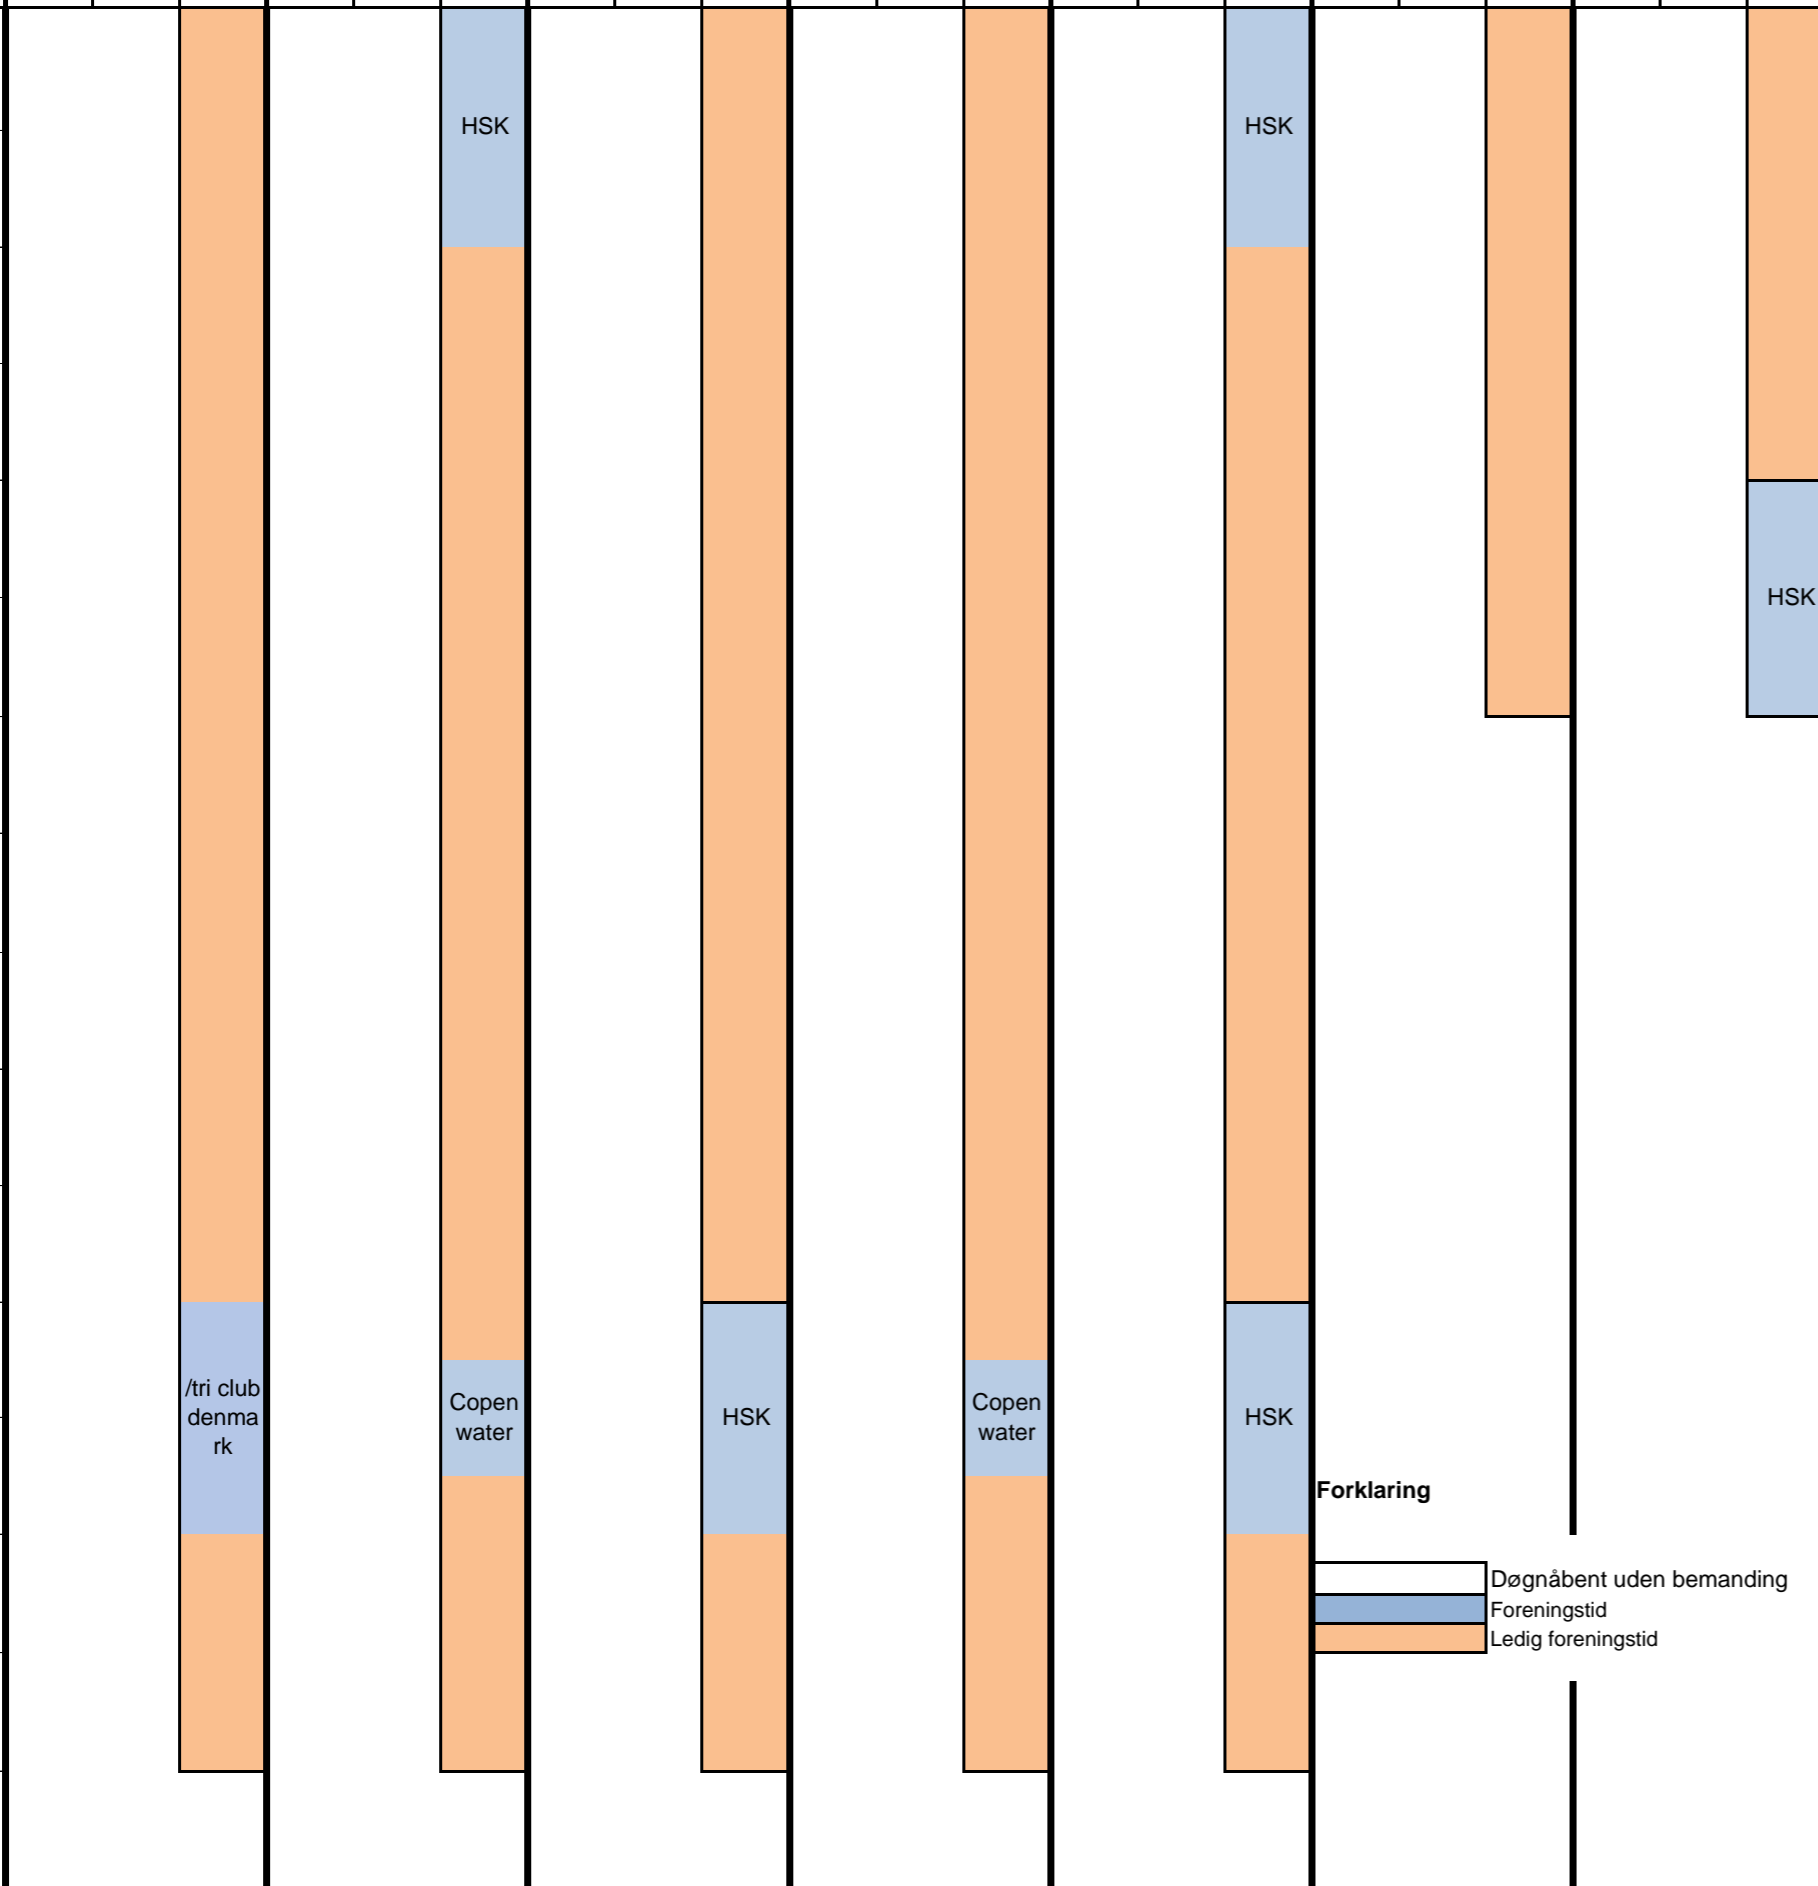 HSK
HSK
HSK
/tri club
denma
rk
Copen
water
HSK
Copen
water
HSK
Forklaring
Døgnåbent uden bemanding
Foreningstid
Ledig foreningstid